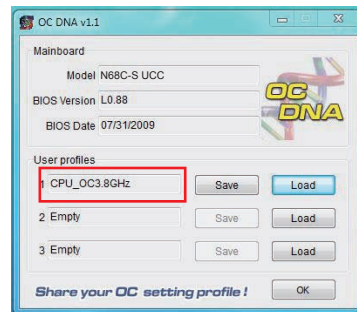 OC DNA v1.1
Mainboard
Model N68C-S UCC
BIOS Version L0.88
BIOS Date 07/31/2009
OC
DNA
User profiles
1 CPU_OC3.8GHz Save Load
2 Empty Save Load
3 Empty Save Load
Share your OC setting profile ! OK